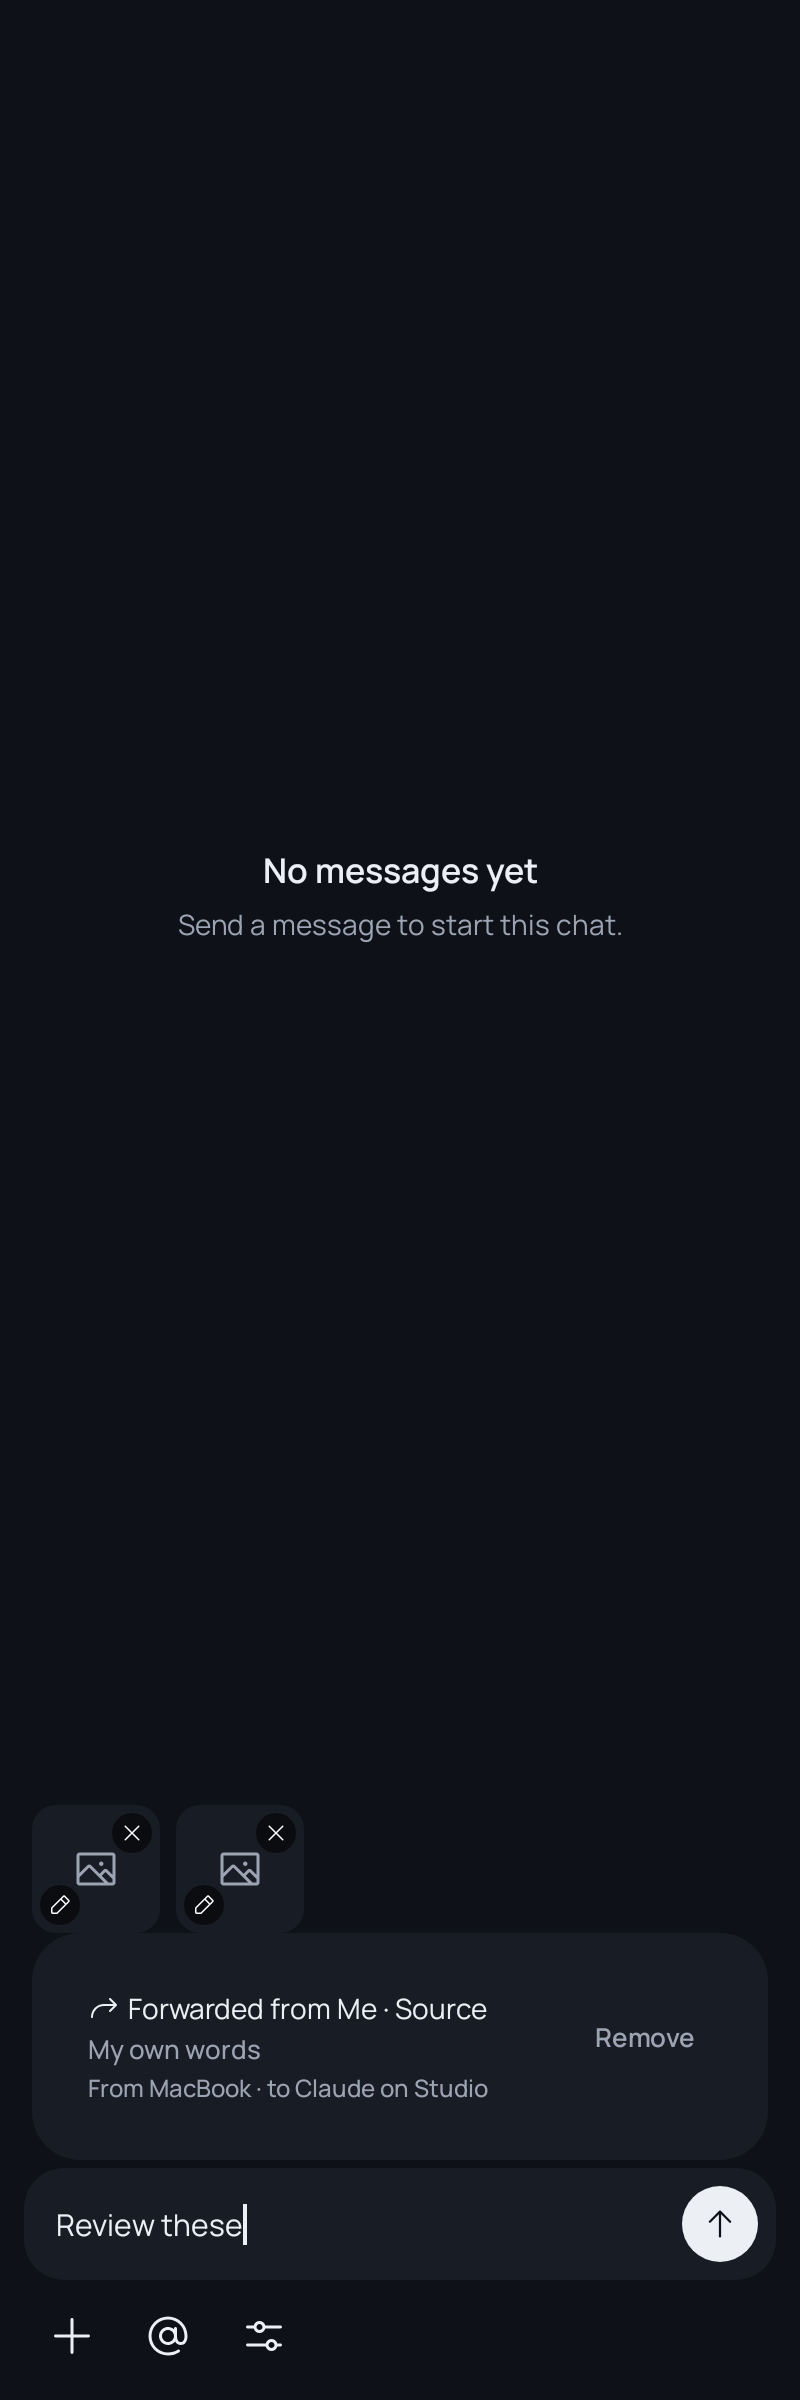 No messages yet
Send a message to start this chat.
Forwarded from Me · Source
My own words
Remove
From MacBook · to Claude on Studio
Review these